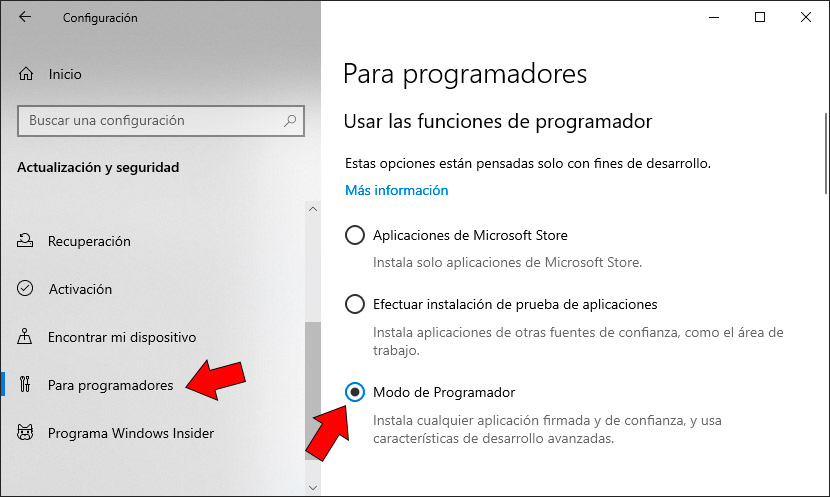 Configuración
Inicio
Buscar una configuración
Actualización y seguridad
Recuperación
Activación
Encontrar mi dispositivo
Para programadores
Programa Windows Insider
Para programadores
Usar las funciones de programador
Estas opciones están pensadas solo con fines de desarrollo.
Más información
Aplicaciones de Microsoft Store
Instala solo aplicaciones de Microsoft Store.
Efectuar instalación de prueba de aplicaciones
Instala aplicaciones de otras fuentes de confianza, como el área de
trabajo.
Modo de Programador
Instala cualquier aplicación firmada y de confianza, y usa
características de desarrollo avanzadas.